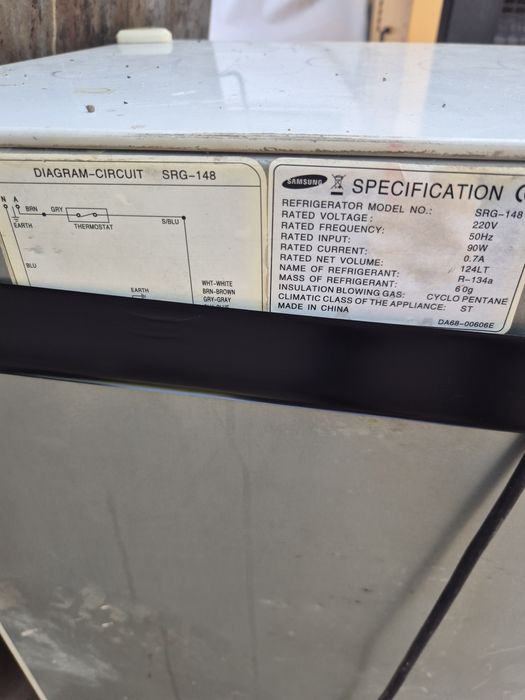 DIAGRAM-CIRCUIT SRG-148
N A BRN GRY S/BLU
EARTH THERMOSTAT
BLU
EARTH
WHT-WHITE
BRN-BROWN
GRY-GRAY
SAMSUNG SPECIFICATION
REFRIGERATOR MODEL NO.: SRG-148
RATED VOLTAGE: 220V
RATED FREQUENCY: 50Hz
RATED INPUT: 90W
RATED CURRENT: 0.7A
RATED NET VOLUME: 124LT
NAME OF REFRIGERANT: R-134a
MASS OF REFRIGERANT: 60g
INSULATION BLOWING GAS: CYCLO PENTANE
CLIMATIC CLASS OF THE APPLIANCE: ST
MADE IN CHINA
DA68-00606E